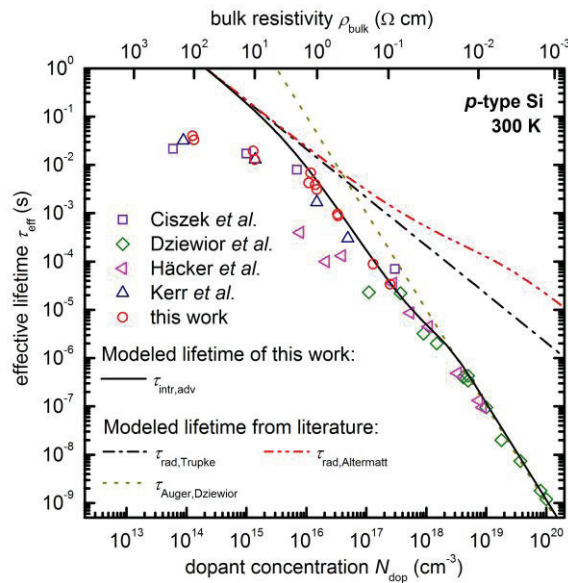 bulk resistivity ρbulk (Ω cm)
10³ 10² 10¹ 10⁰ 10⁻¹ 10⁻² 10⁻³
10⁰
10⁻¹
10⁻²
10⁻³
10⁻⁴
10⁻⁵
10⁻⁶
10⁻⁷
10⁻⁸
10⁻⁹
effective lifetime τeff (s)
p-type Si
300 K
Ciszek et al.
Dziewior et al.
Häcker et al.
Kerr et al.
this work
Modeled lifetime of this work:
τintr,adv
Modeled lifetime from literature:
τrad,Trupke τrad,Altermatt
τAuger,Dziewior
10¹³ 10¹⁴ 10¹⁵ 10¹⁶ 10¹⁷ 10¹⁸ 10¹⁹ 10²⁰
dopant concentration Ndop (cm⁻³)